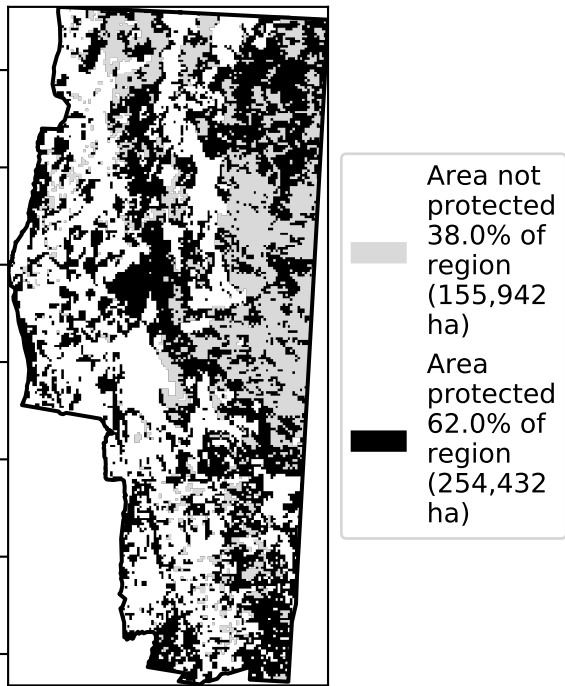 Area not
protected
38.0% of
region
(155,942
ha)
Area
protected
62.0% of
region
(254,432
ha)